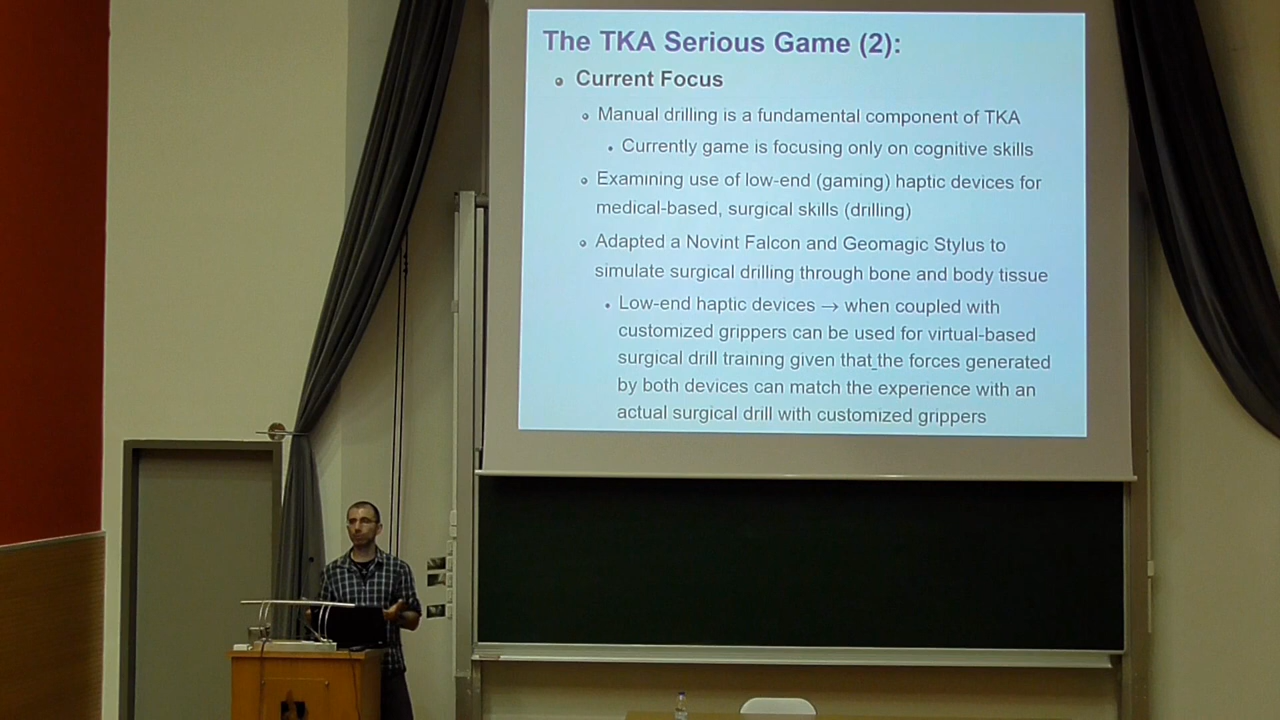 The TKA Serious Game (2):
Current Focus
Manual drilling is a fundamental component of TKA
Currently game is focusing only on cognitive skills
Examining use of low-end (gaming) haptic devices for
medical-based, surgical skills (drilling)
Adapted a Novint Falcon and Geomagic Stylus to
simulate surgical drilling through bone and body tissue
Low-end haptic devices → when coupled with
customized grippers can be used for virtual-based
surgical drill training given that the forces generated
by both devices can match the experience with an
actual surgical drill with customized grippers